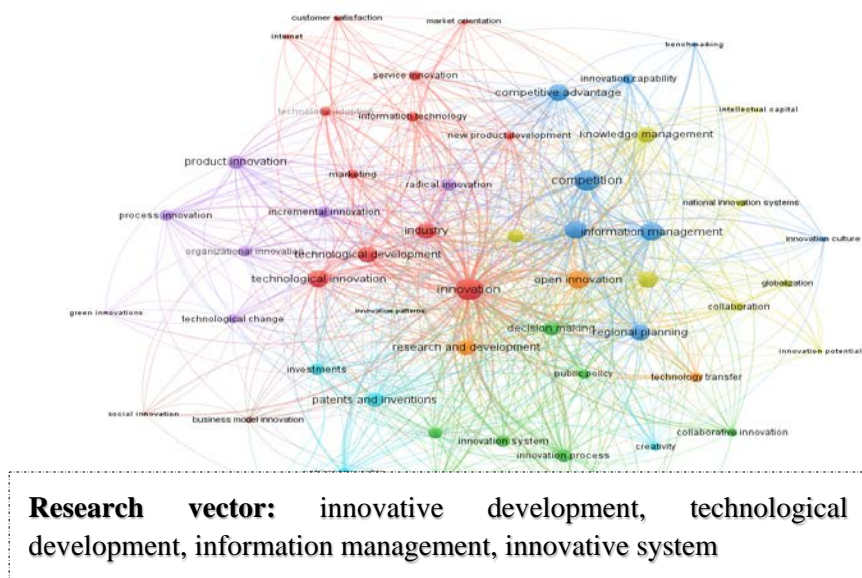 customer satisfaction
market orientation
internet
benchmarking
service innovation
innovation capability
competitive advantage
technology adoption
information technology
intellectual capital
new product development
knowledge management
product innovation
marketing
radical innovation
competition
national innovation systems
process innovation
incremental innovation
industry
information management
innovation culture
organizational innovation
technological development
technological innovation
open innovation
globalization
innovation
collaboration
green innovations
innovation patterns
technological change
decision making
regional planning
research and development
innovation potential
investments
public policy
technology transfer
patents and inventions
social innovation
business model innovation
collaborative innovation
innovation system
creativity
innovation process
Research vector: innovative development, technological
development, information management, innovative system